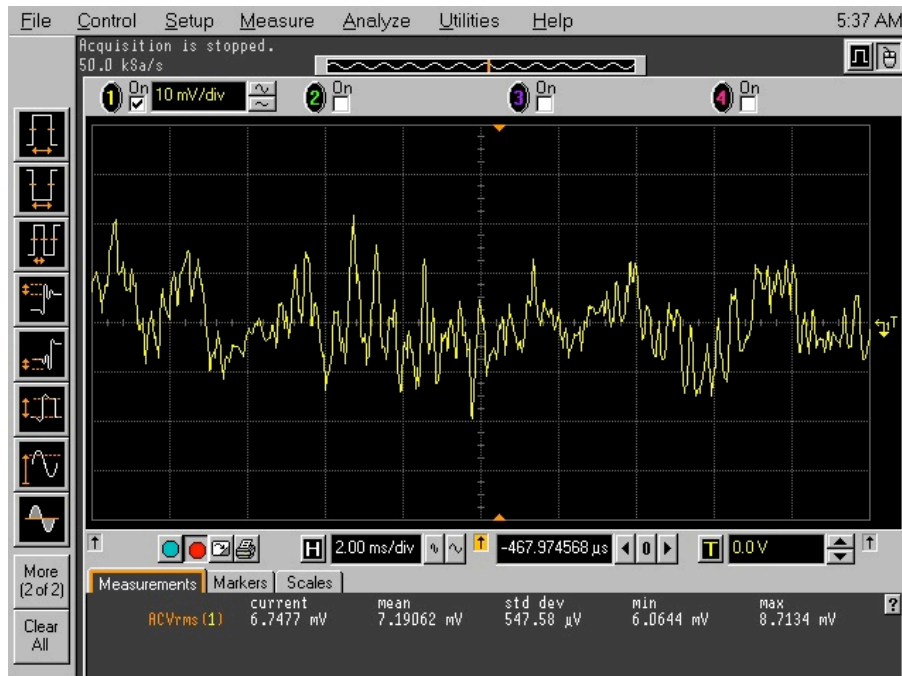 File Control Setup Measure Analyze Utilities Help 5:37 AM
Acquisition is stopped.
50.0 kSa/s
1 On 10 mV/div 2 On 3 On 4 On
T
H 2.00 ms/div -467.974568 µs 0 T 0.0 V
More
(2 of 2)
Clear
All
Measurements Markers Scales
current mean std dev min max ?
ACVrms(1) 6.7477 mV 7.19062 mV 547.58 µV 6.0644 mV 8.7134 mV